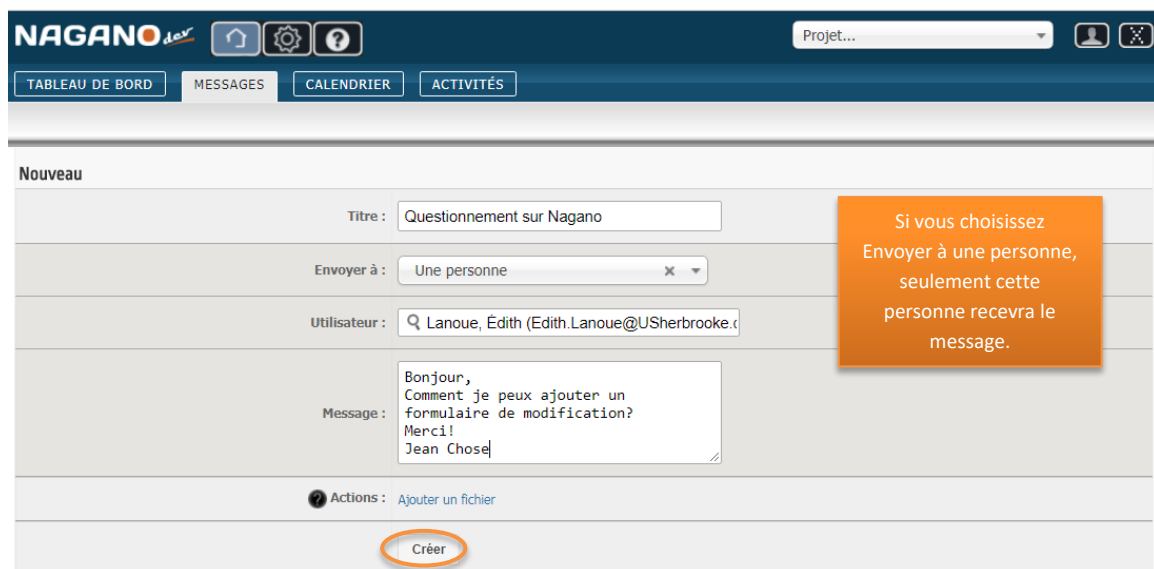 NAGANO dev
Projet...
TABLEAU DE BORD MESSAGES CALENDRIER ACTIVITÉS
Nouveau
Titre : Questionnement sur Nagano
Envoyer à : Une personne
Utilisateur : Lanoue, Édith (Edith.Lanoue@USherbrooke.c
Message : Bonjour,
Comment je peux ajouter un
formulaire de modification?
Merci!
Jean Chose
Actions : Ajouter un fichier
Créer
Si vous choisissez
Envoyer à une personne,
seulement cette
personne recevra le
message.